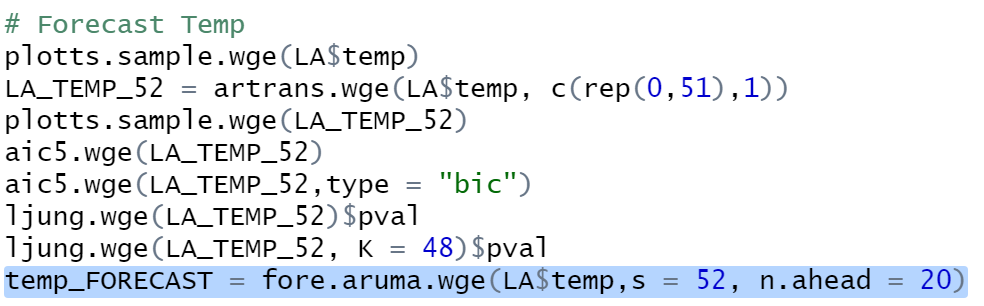 # Forecast Temp
plotts.sample.wge(LA$temp)
LA_TEMP_52 = artrans.wge(LA$temp, c(rep(0,51),1))
plotts.sample.wge(LA_TEMP_52)
aic5.wge(LA_TEMP_52)
aic5.wge(LA_TEMP_52,type = "bic")
ljung.wge(LA_TEMP_52)$pval
ljung.wge(LA_TEMP_52, K = 48)$pval
temp_FORECAST = fore.aruma.wge(LA$temp,s = 52, n.ahead = 20)